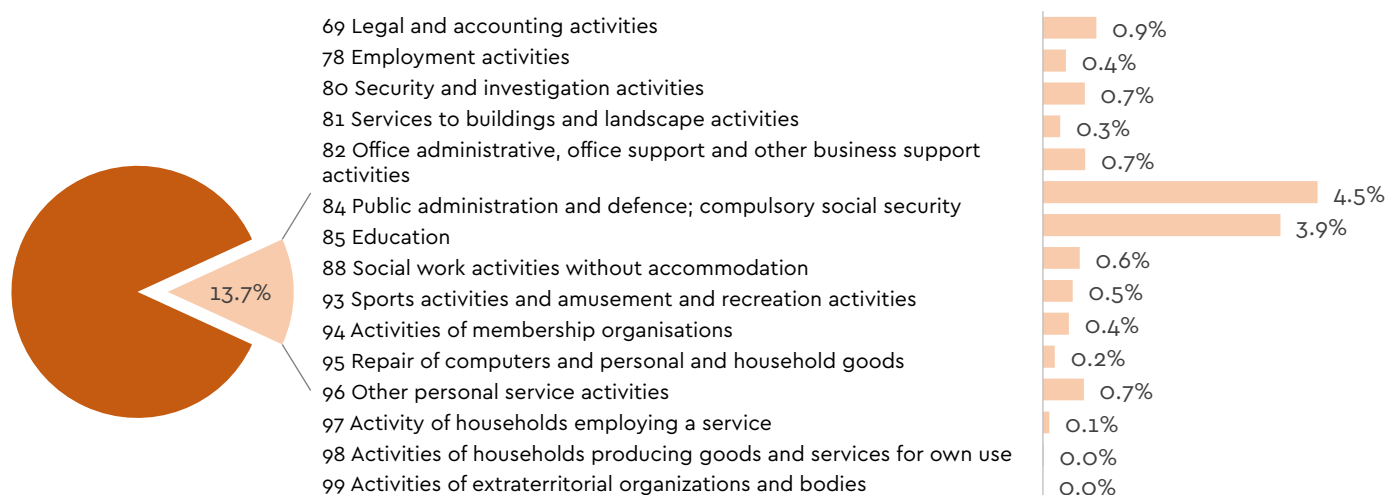 69 Legal and accounting activities 0.9%
78 Employment activities 0.4%
80 Security and investigation activities 0.7%
81 Services to buildings and landscape activities 0.3%
82 Office administrative, office support and other business support
activities 0.7%
84 Public administration and defence; compulsory social security 4.5%
85 Education 3.9%
88 Social work activities without accommodation 0.6%
13.7%
93 Sports activities and amusement and recreation activities 0.5%
94 Activities of membership organisations 0.4%
95 Repair of computers and personal and household goods 0.2%
96 Other personal service activities 0.7%
97 Activity of households employing a service 0.1%
98 Activities of households producing goods and services for own use 0.0%
99 Activities of extraterritorial organizations and bodies 0.0%